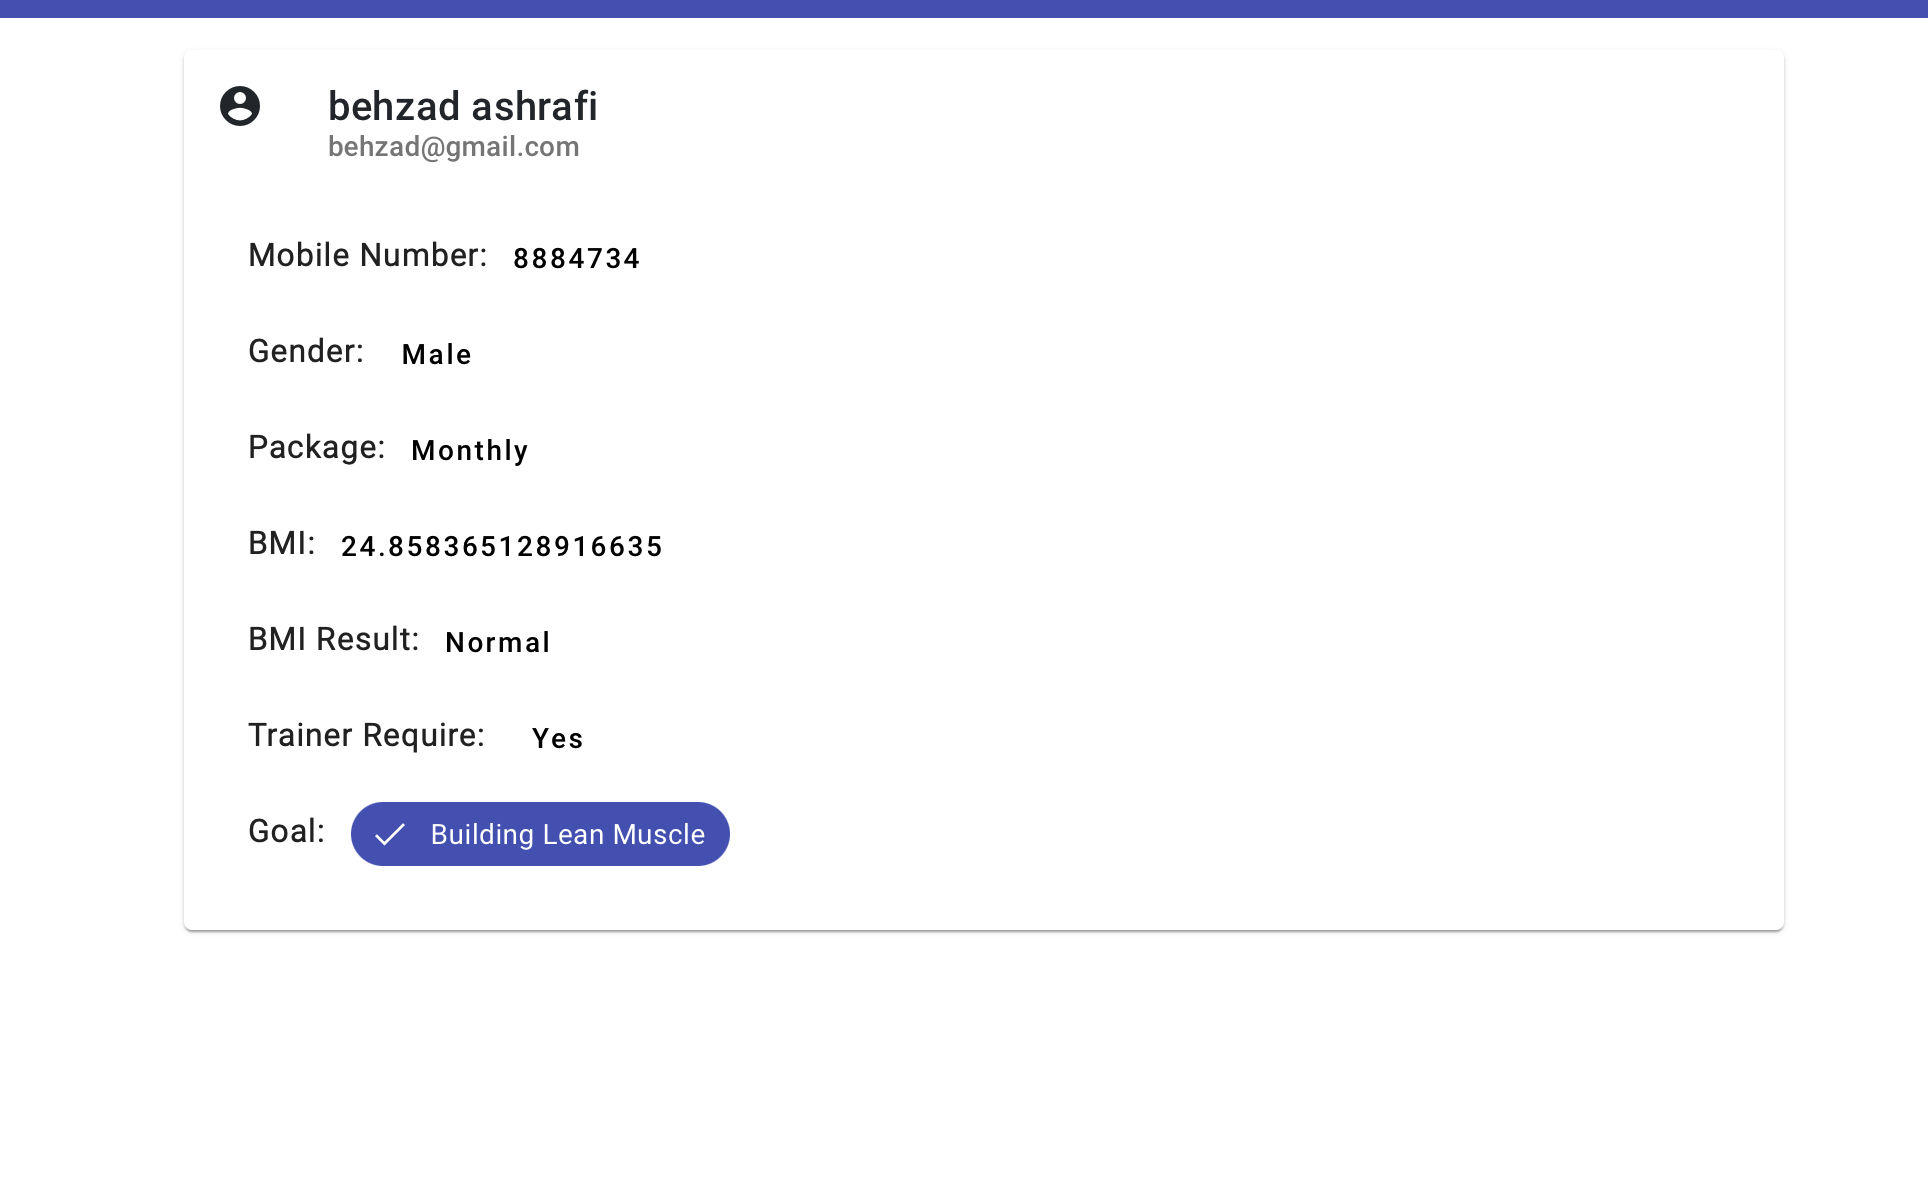 behzad ashrafi
behzad@gmail.com
Mobile Number: 8884734
Gender: Male
Package: Monthly
BMI: 24.858365128916635
BMI Result: Normal
Trainer Require: Yes
Goal: Building Lean Muscle